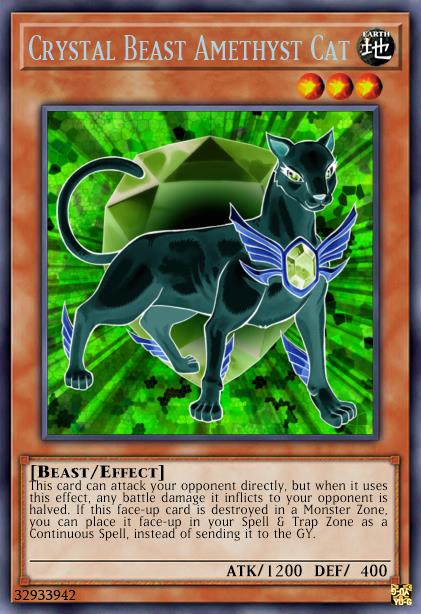 Crystal Beast Amethyst Cat
EARTH
地
[Beast/Effect]
This card can attack your opponent directly, but when it uses
this effect, any battle damage it inflicts to your opponent is
halved. If this face-up card is destroyed in a Monster Zone,
you can place it face-up in your Spell & Trap Zone as a
Continuous Spell, instead of sending it to the GY.
ATK/1200 DEF/ 400
32933942